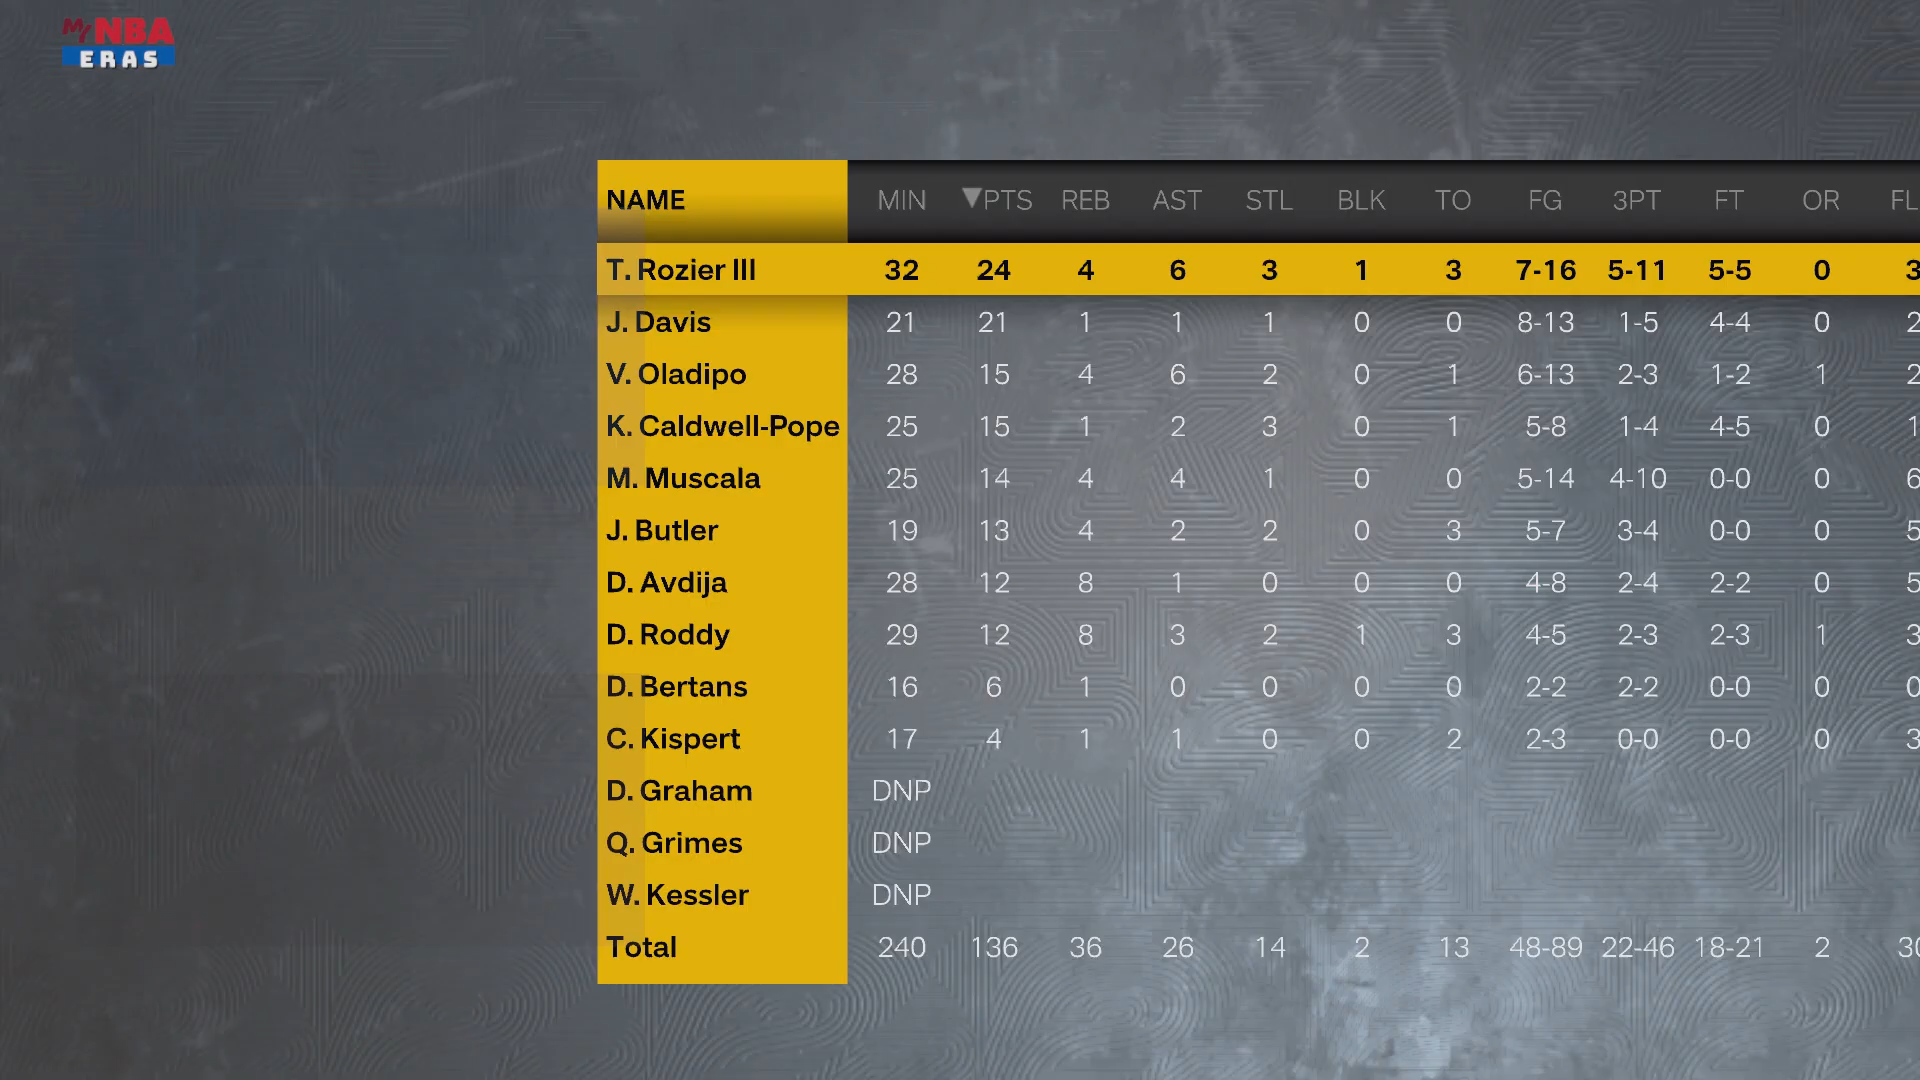 My NBA
ERAS
NAME MIN ▼PTS REB AST STL BLK TO FG 3PT FT OR FL
T. Rozier III 32 24 4 6 3 1 3 7-16 5-11 5-5 0 3
J. Davis 21 21 1 1 1 0 0 8-13 1-5 4-4 0 2
V. Oladipo 28 15 4 6 2 0 1 6-13 2-3 1-2 1 2
K. Caldwell-Pope 25 15 1 2 3 0 1 5-8 1-4 4-5 0 1
M. Muscala 25 14 4 4 1 0 0 5-14 4-10 0-0 0 6
J. Butler 19 13 4 2 2 0 3 5-7 3-4 0-0 0 5
D. Avdija 28 12 8 1 0 0 0 4-8 2-4 2-2 0 5
D. Roddy 29 12 8 3 2 1 3 4-5 2-3 2-3 1 3
D. Bertans 16 6 1 0 0 0 0 2-2 2-2 0-0 0 0
C. Kispert 17 4 1 1 0 0 2 2-3 0-0 0-0 0 3
D. Graham DNP
Q. Grimes DNP
W. Kessler DNP
Total 240 136 36 26 14 2 13 48-89 22-46 18-21 2 30